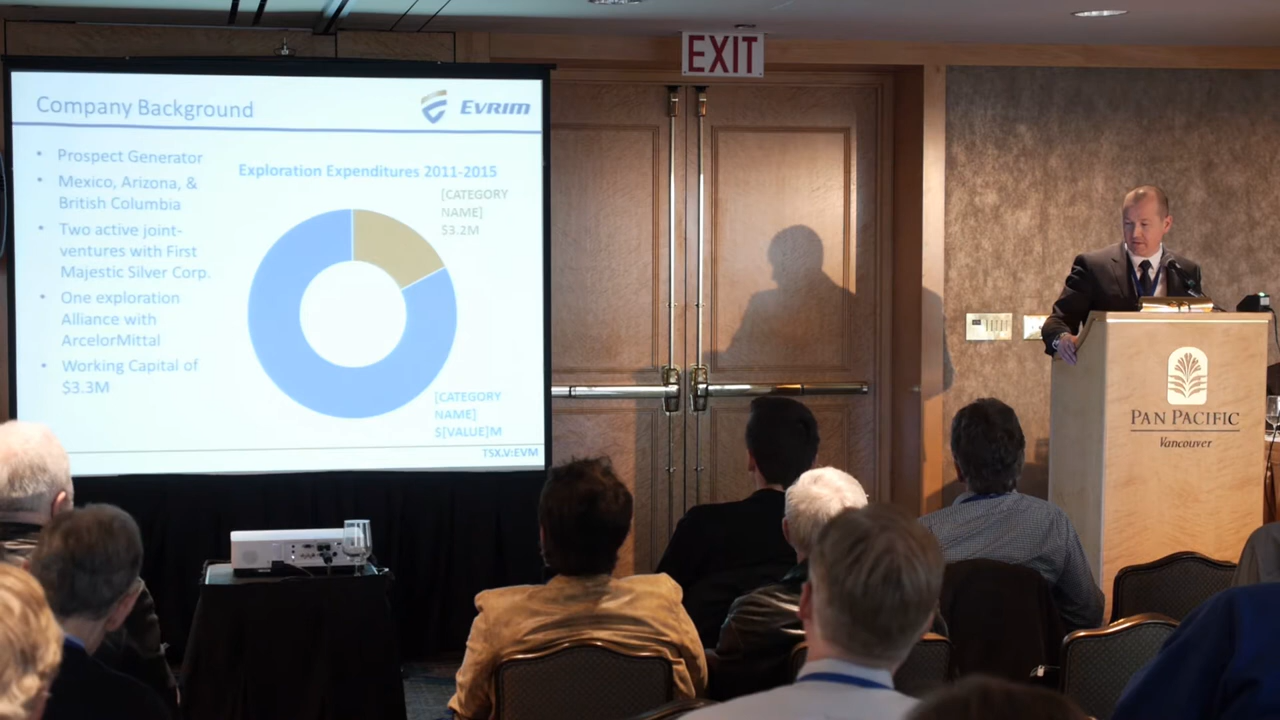 EXIT
Company Background
EVRIM
• Prospect Generator
• Mexico, Arizona, &
British Columbia
• Two active joint-
ventures with First
Majestic Silver Corp.
• One exploration
Alliance with
ArcelorMittal
• Working Capital of
$3.3M
Exploration Expenditures 2011-2015
[CATEGORY
NAME]
$3.2M
[CATEGORY
NAME]
$[VALUE]M
TSX.V:EVM
PAN PACIFIC
Vancouver